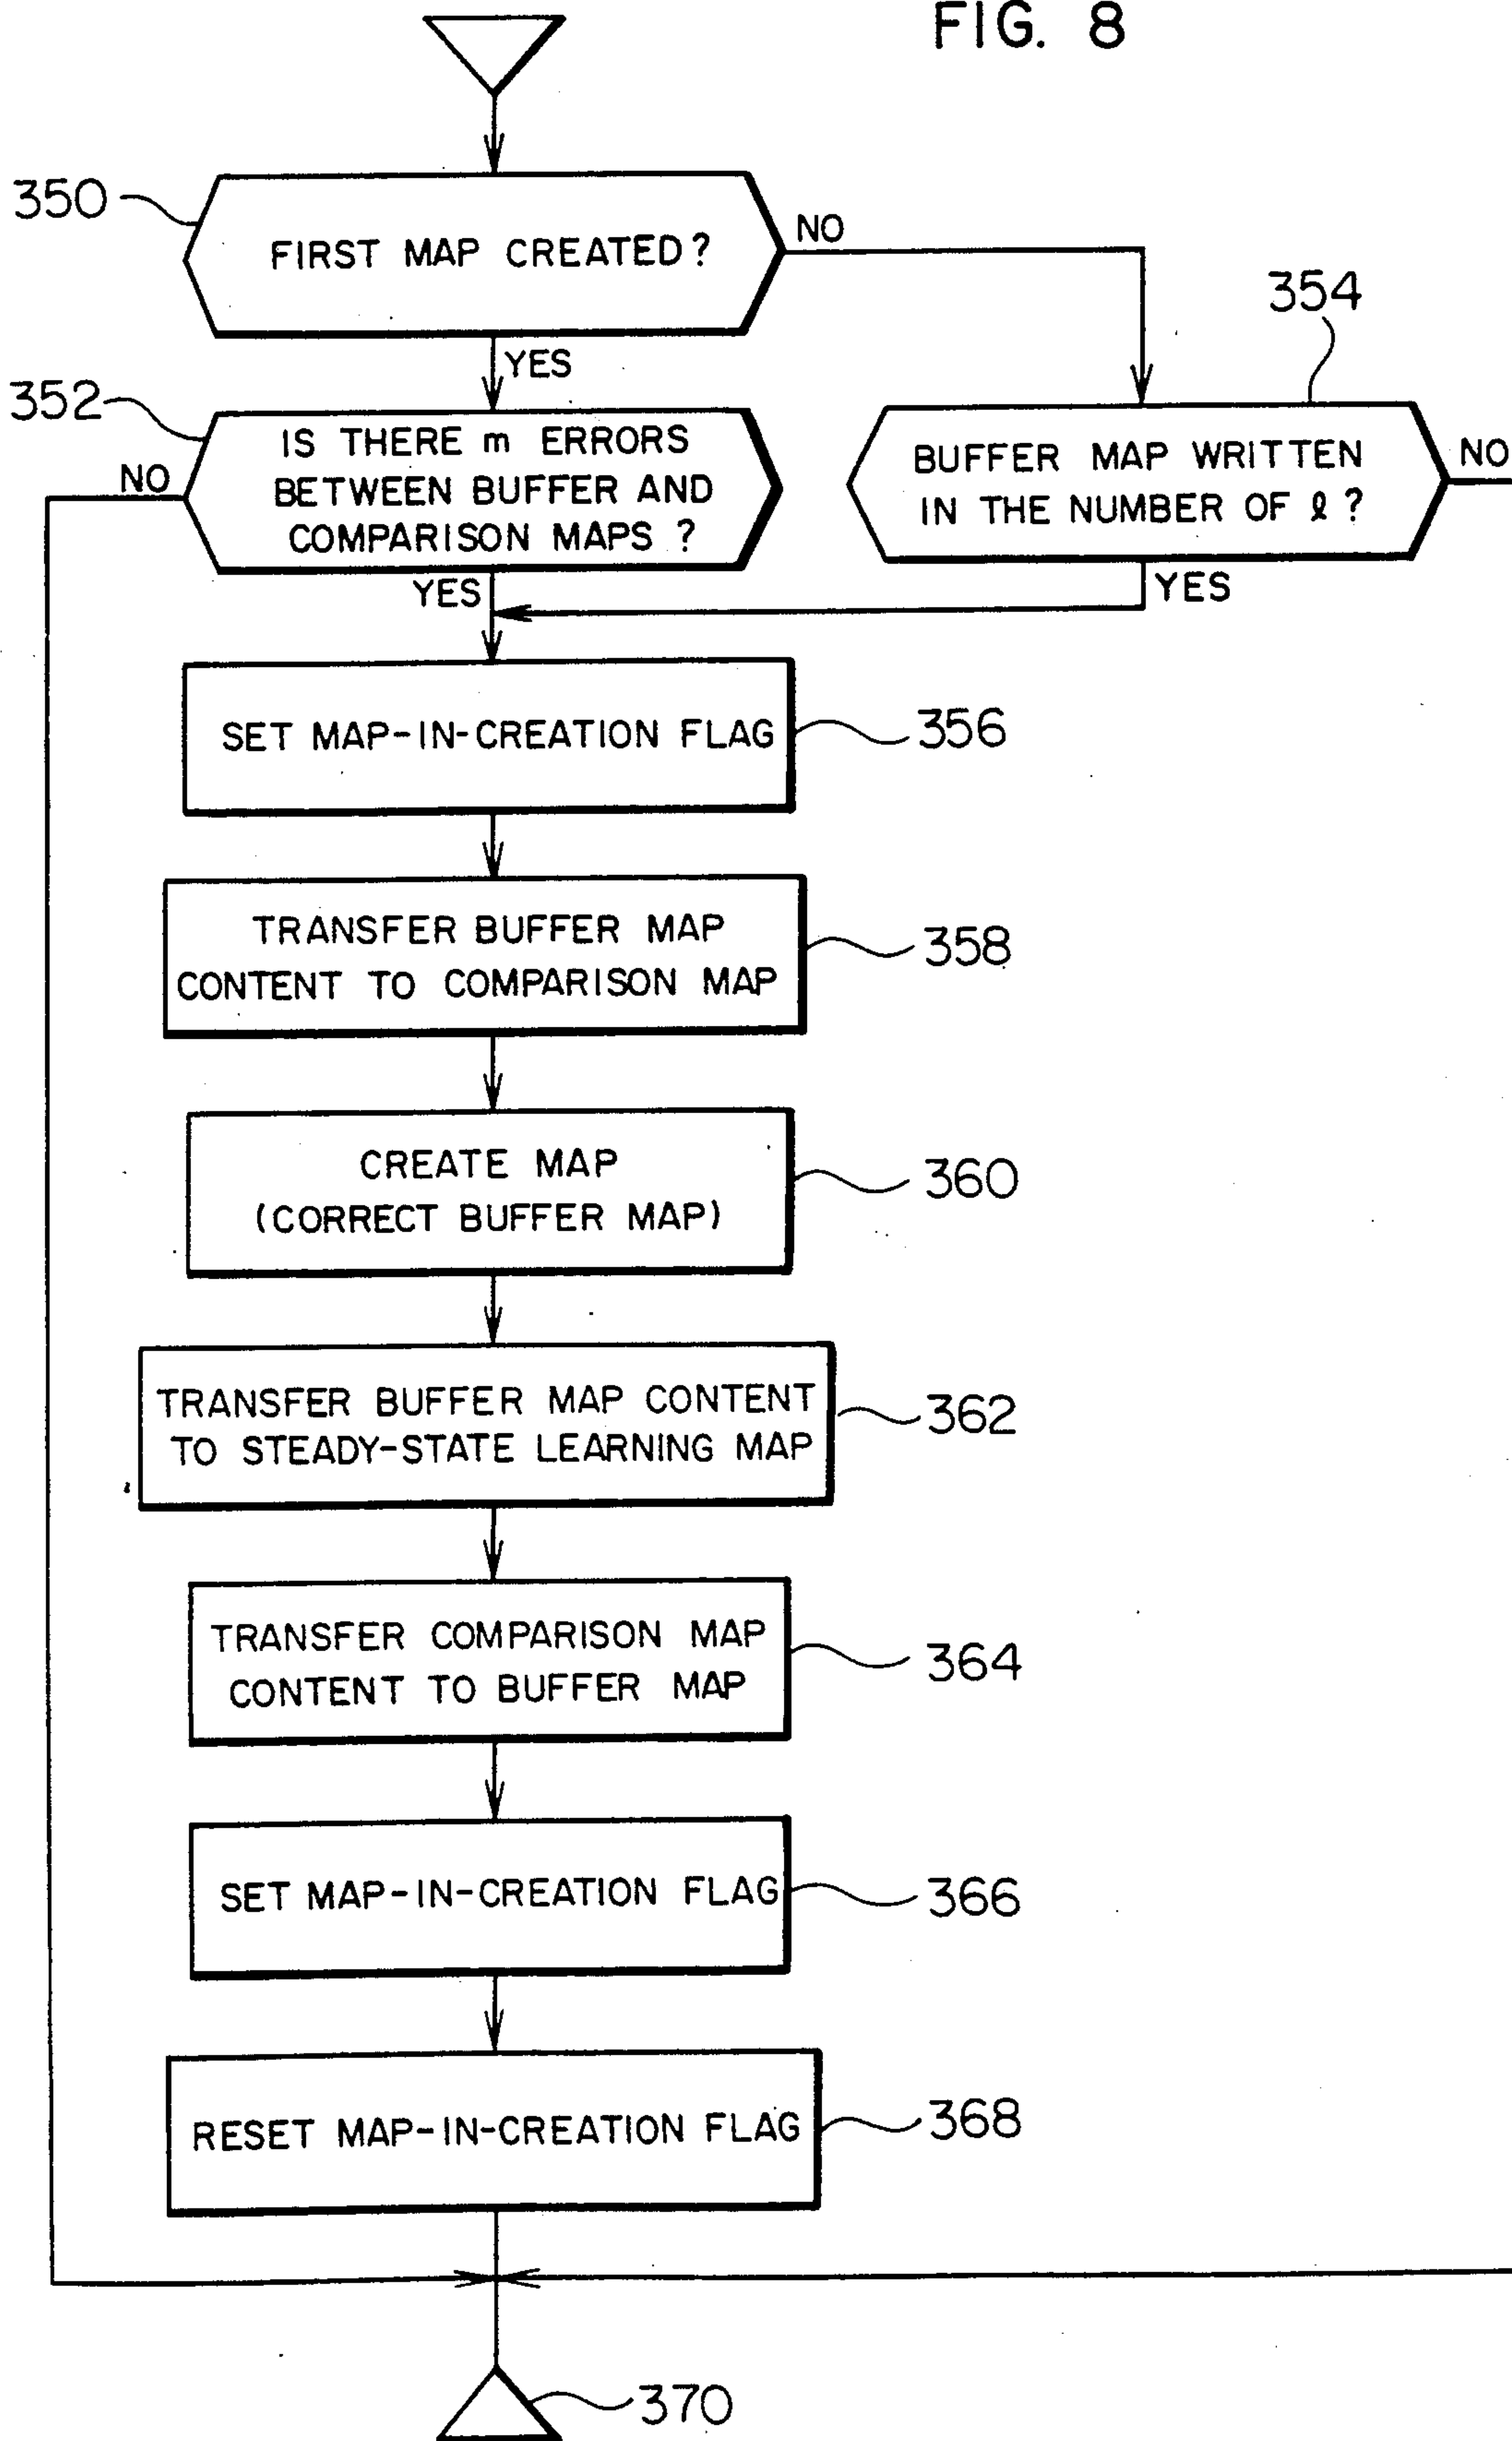 FIG. 8
350
FIRST MAP CREATED?
NO
YES
354
352
IS THERE m ERRORS
BETWEEN BUFFER AND
COMPARISON MAPS ?
NO
YES
BUFFER MAP WRITTEN
IN THE NUMBER OF ℓ ?
NO
YES
SET MAP-IN-CREATION FLAG
356
TRANSFER BUFFER MAP
CONTENT TO COMPARISON MAP
358
CREATE MAP
(CORRECT BUFFER MAP)
360
TRANSFER BUFFER MAP CONTENT
TO STEADY-STATE LEARNING MAP
362
TRANSFER COMPARISON MAP
CONTENT TO BUFFER MAP
364
SET MAP-IN-CREATION FLAG
366
RESET MAP-IN-CREATION FLAG
368
370